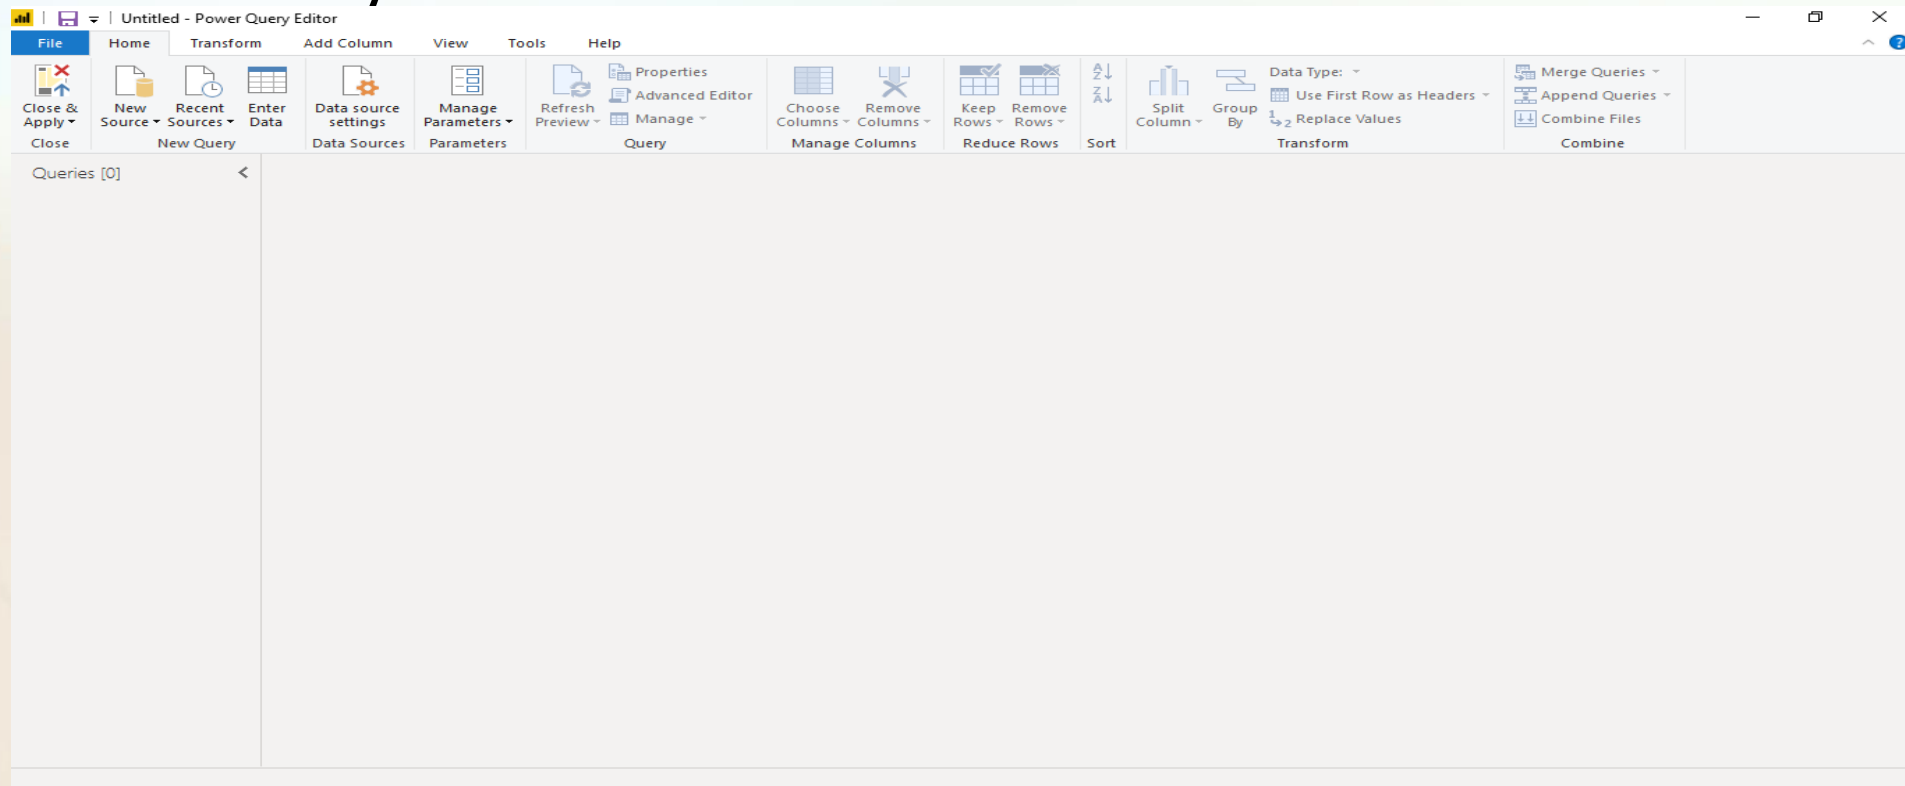 Untitled - Power Query Editor
File Home Transform Add Column View Tools Help
Close & Apply
New Source
Recent Sources
Enter Data
Data source settings
Manage Parameters
Refresh Preview
Properties
Advanced Editor
Manage
Choose Columns
Remove Columns
Keep Rows
Remove Rows
Split Column
Group By
Data Type:
Use First Row as Headers
Replace Values
Merge Queries
Append Queries
Combine Files
Close New Query Data Sources Parameters Query Manage Columns Reduce Rows Sort Transform Combine
Queries [0]